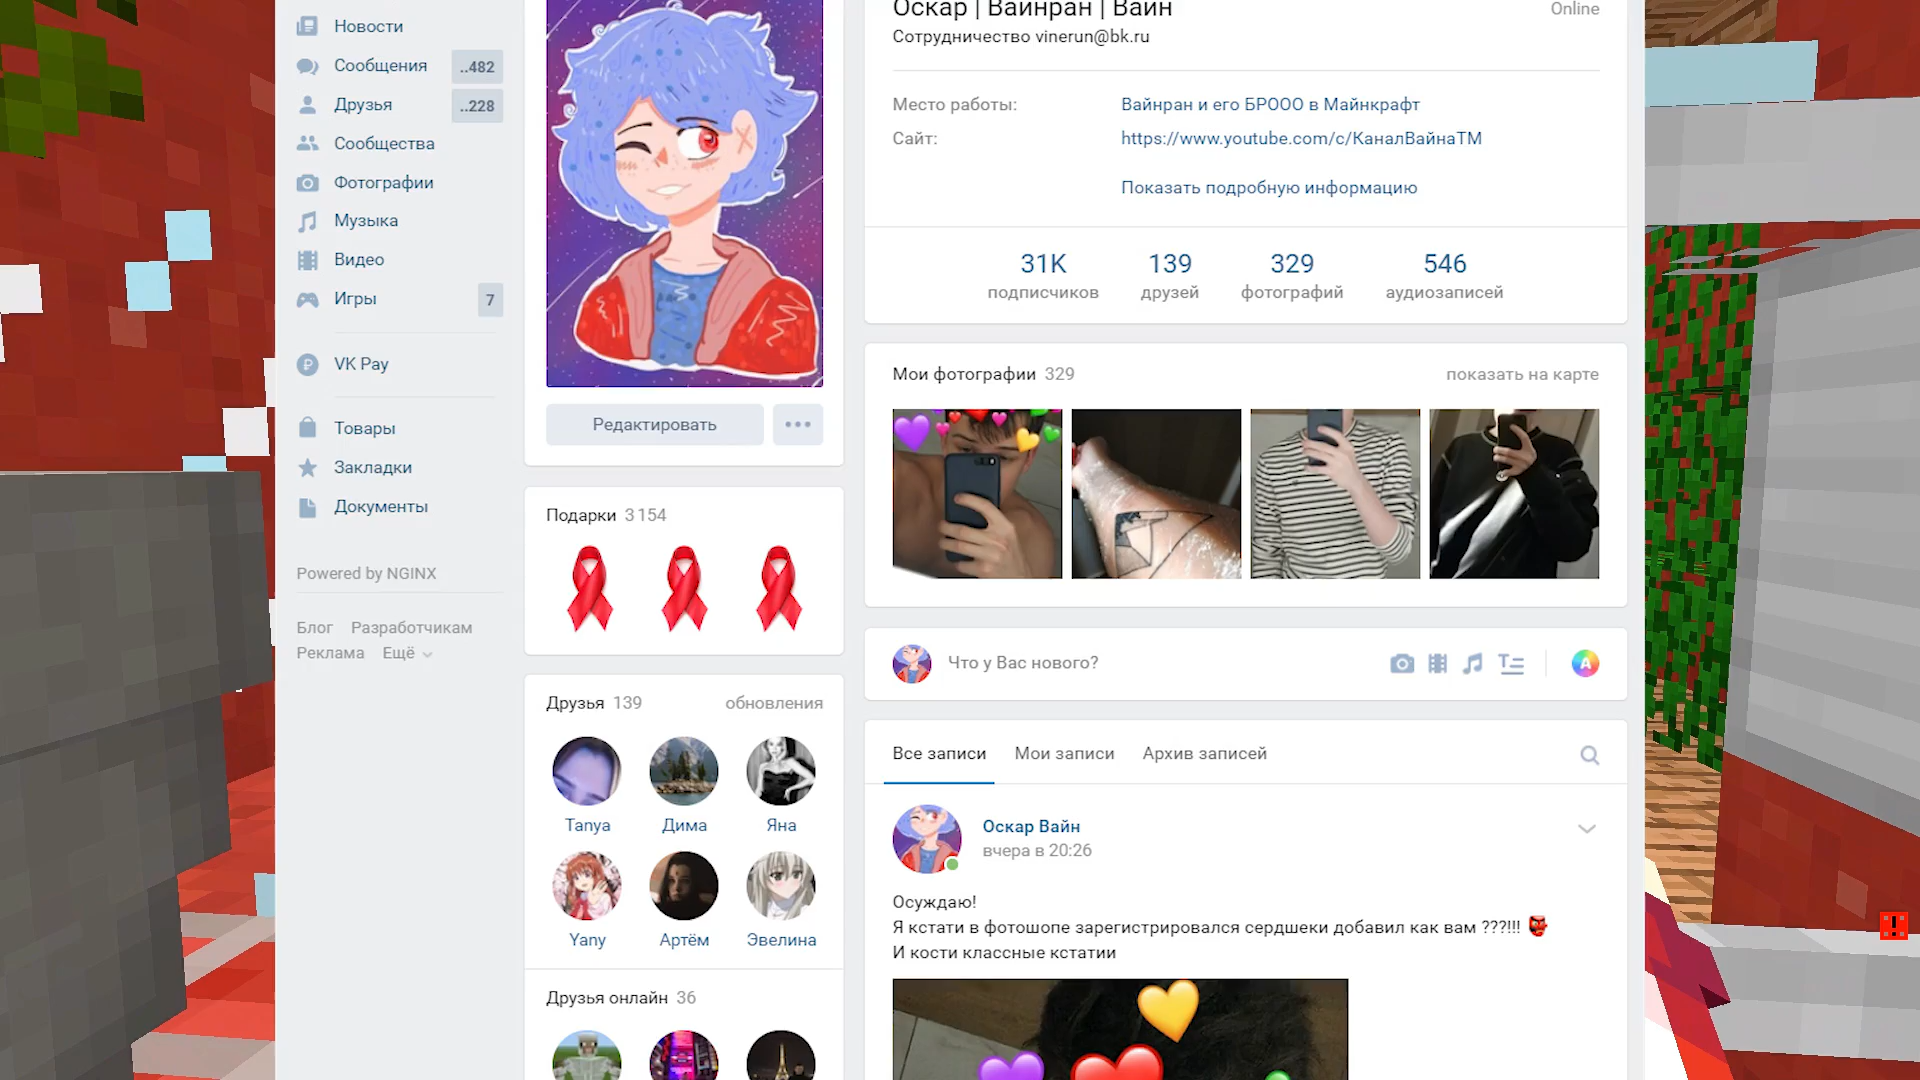 Новости
Сообщения ..482
Друзья ..228
Сообщества
Фотографии
Музыка
Видео
Игры 7
VK Pay
Товары
Закладки
Документы
Powered by NGINX
Блог Разработчикам
Реклама Ещё
Редактировать
Подарки 3 154
Друзья 139 обновления
Tanya Дима Яна
Yany Артём Эвелина
Друзья онлайн 36
Оскар | Вайнран | Вайн Online
Сотрудничество vinerun@bk.ru
Место работы: Вайнран и его БРООО в Майнкрафт
Сайт: https://www.youtube.com/c/КаналВайнаТМ
Показать подробную информацию
31K 139 329 546
подписчиков друзей фотографий аудиозаписей
Мои фотографии 329 показать на карте
Что у Вас нового? A
Все записи Мои записи Архив записей
Оскар Вайн
вчера в 20:26
Осуждаю!
Я кстати в фотошопе зарегистрировался сердшеки добавил как вам ???!!! 👺
И кости классные кстатии